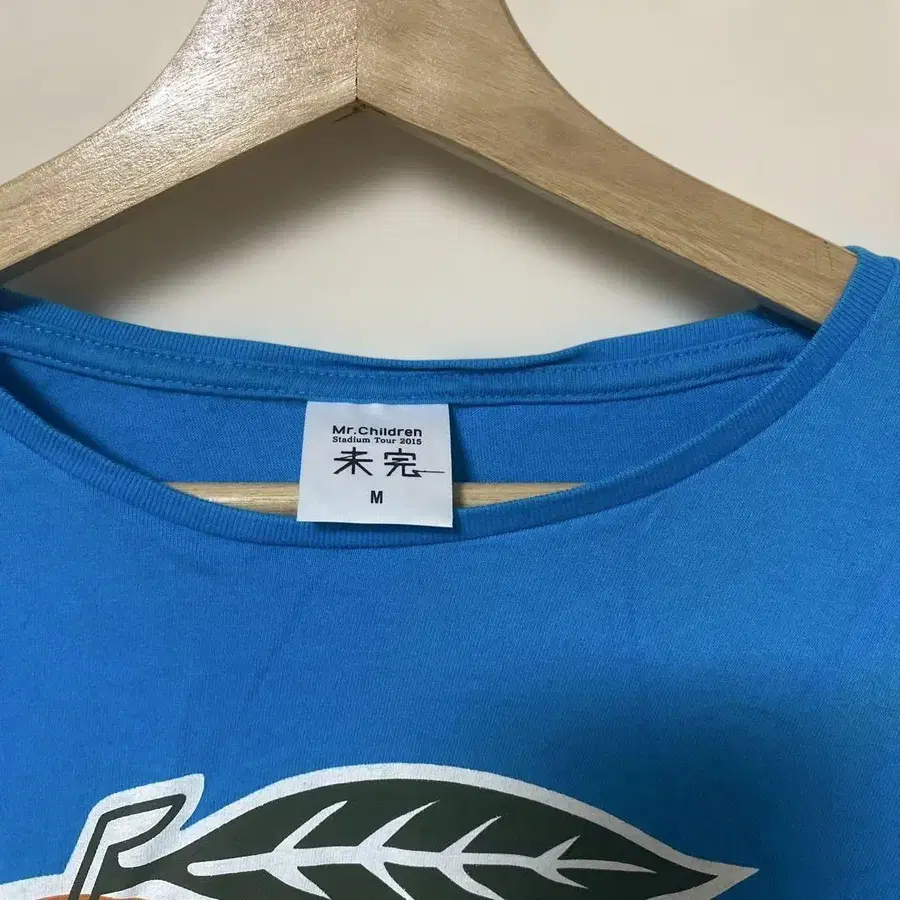 Mr.Children
Stadium Tour 2015
未完
M